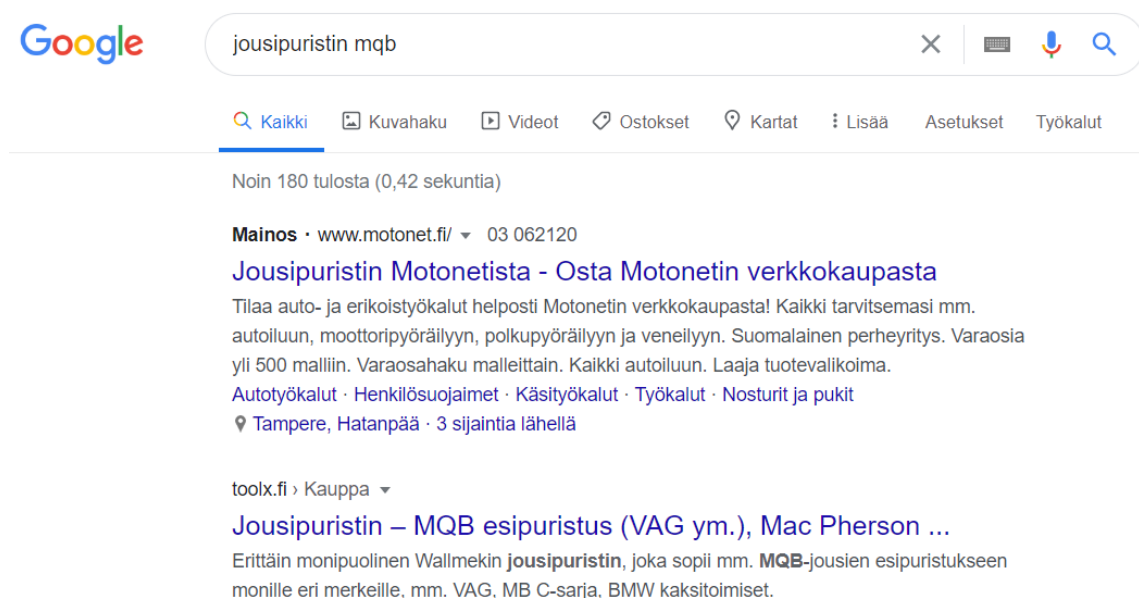 Google
jousipuristin mqb
Kaikki Kuvahaku Videot Ostokset Kartat Lisää Asetukset Työkalut
Noin 180 tulosta (0,42 sekuntia)
Mainos · www.motonet.fi/ 03 062120
Jousipuristin Motonetista - Osta Motonetin verkkokaupasta
Tilaa auto- ja erikoistyökalut helposti Motonetin verkkokaupasta! Kaikki tarvitsemasi mm.
autoiluun, moottoripyöräilyyn, polkupyöräilyyn ja veneilyyn. Suomalainen perheyritys. Varaosia
yli 500 malliin. Varaosahaku malleittain. Kaikki autoiluun. Laaja tuotevalikoima.
Autotyökalut · Henkilösuojaimet · Käsityökalut · Työkalut · Nosturit ja pukit
Tampere, Hatanpää · 3 sijaintia lähellä
toolx.fi › Kauppa
Jousipuristin – MQB esipuristus (VAG ym.), Mac Pherson ...
Erittäin monipuolinen Wallmekin jousipuristin, joka sopii mm. MQB-jousien esipuristukseen
monille eri merkeille, mm. VAG, MB C-sarja, BMW kaksitoimiset.